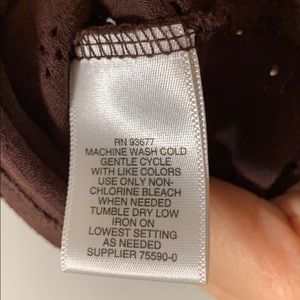 RN 93677
MACHINE WASH COLD
GENTLE CYCLE
WITH LIKE COLORS
USE ONLY NON-
CHLORINE BLEACH
WHEN NEEDED
TUMBLE DRY LOW
IRON ON
LOWEST SETTING
AS NEEDED
SUPPLIER 75590-0